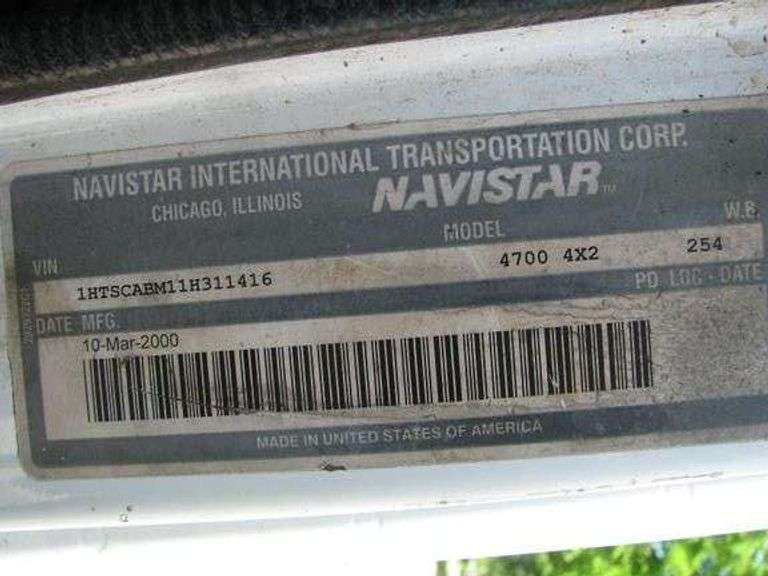 NAVISTAR INTERNATIONAL TRANSPORTATION CORP.
CHICAGO, ILLINOIS
NAVISTAR™
VIN
MODEL
W.B.
1HTSCABM11H311416
4700 4X2
254
DATE MFG.
PD. LOC - DATE
10-Mar-2000
MADE IN UNITED STATES OF AMERICA